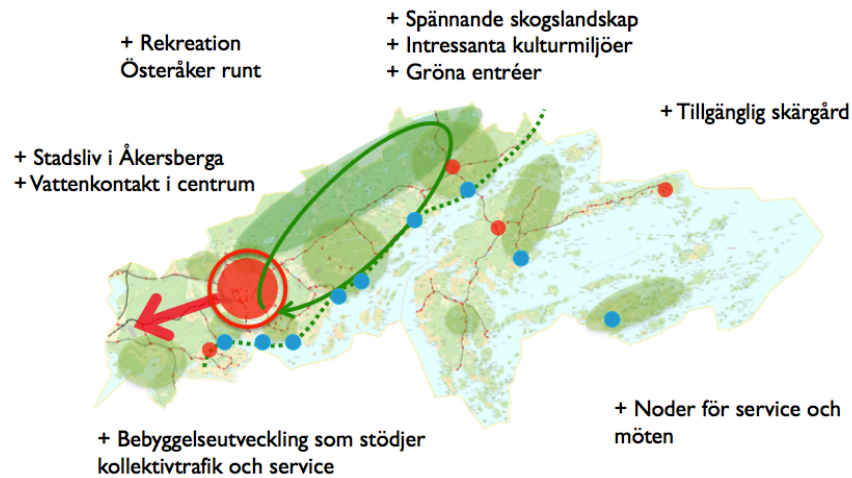 + Spännande skogslandskap
+ Intressanta kulturmiljöer
+ Gröna entréer
+ Rekreation
Österåker runt
+ Tillgänglig skärgård
+ Stadsliv i Åkersberga
+ Vattenkontakt i centrum
+ Noder för service och
möten
+ Bebyggelseutveckling som stödjer
kollektivtrafik och service